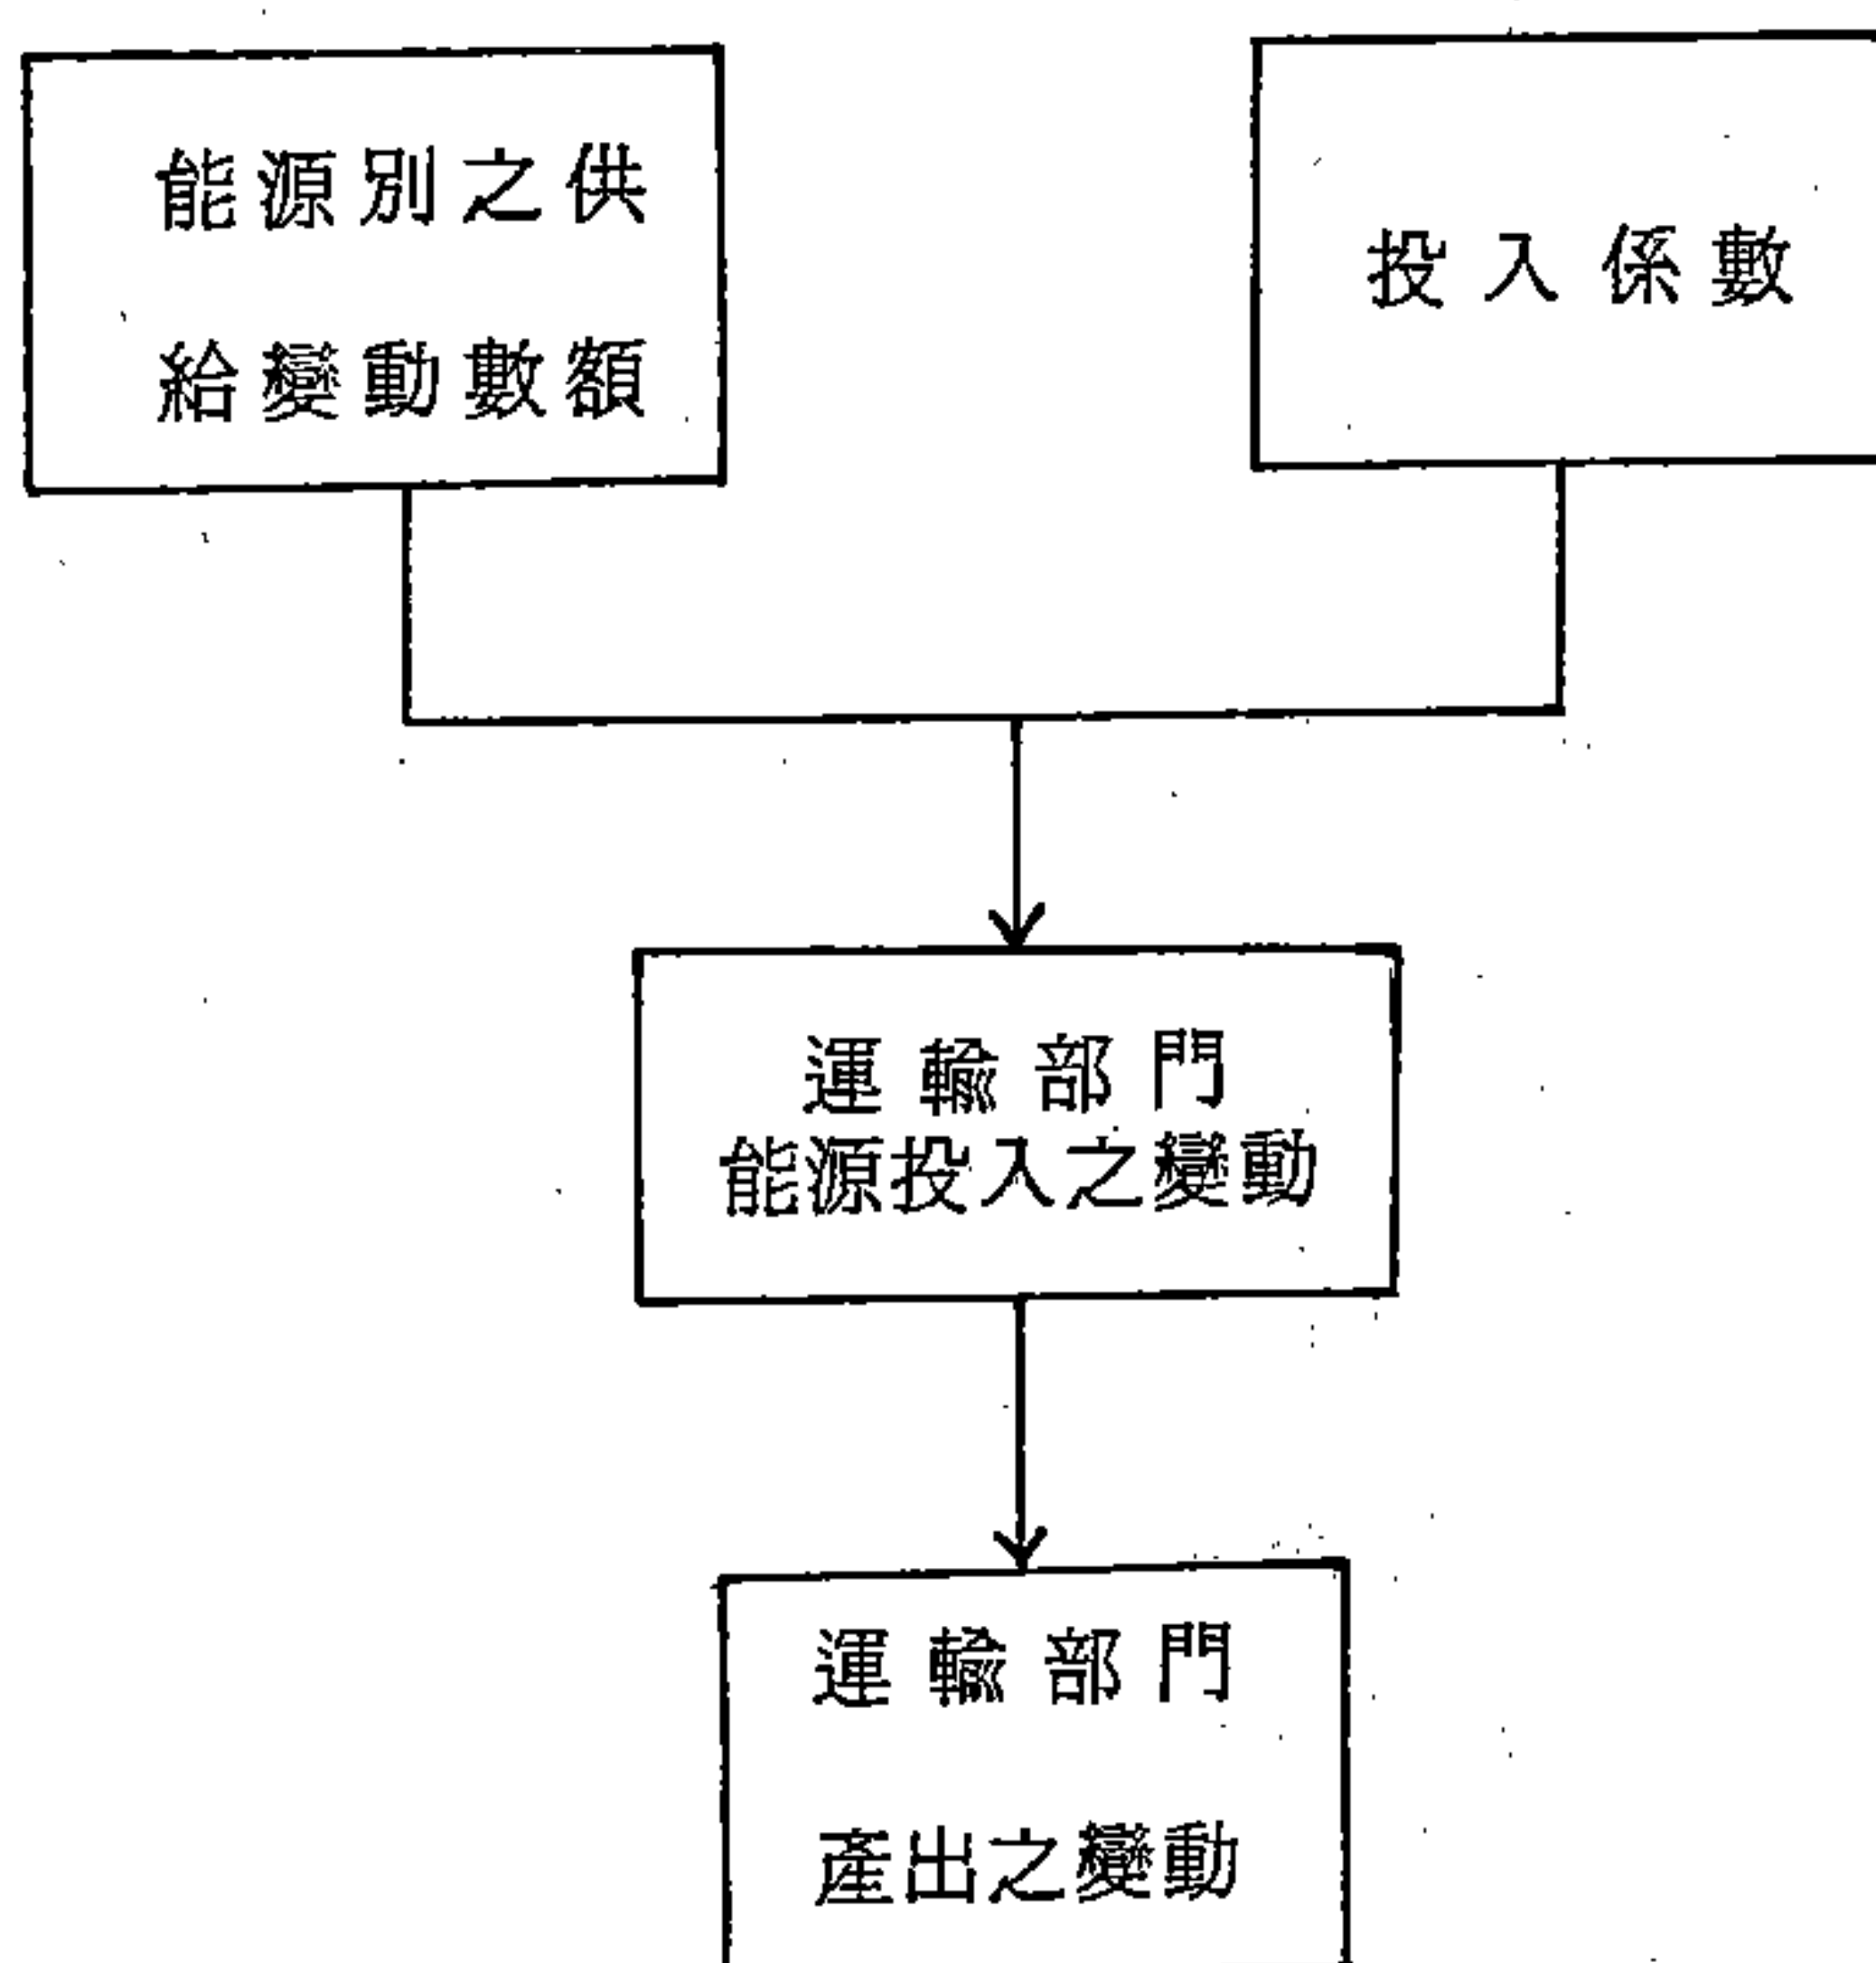 能源別之供
給變動數額
投入係數
運輸部門
能源投入之變動
運輸部門
產出之變動